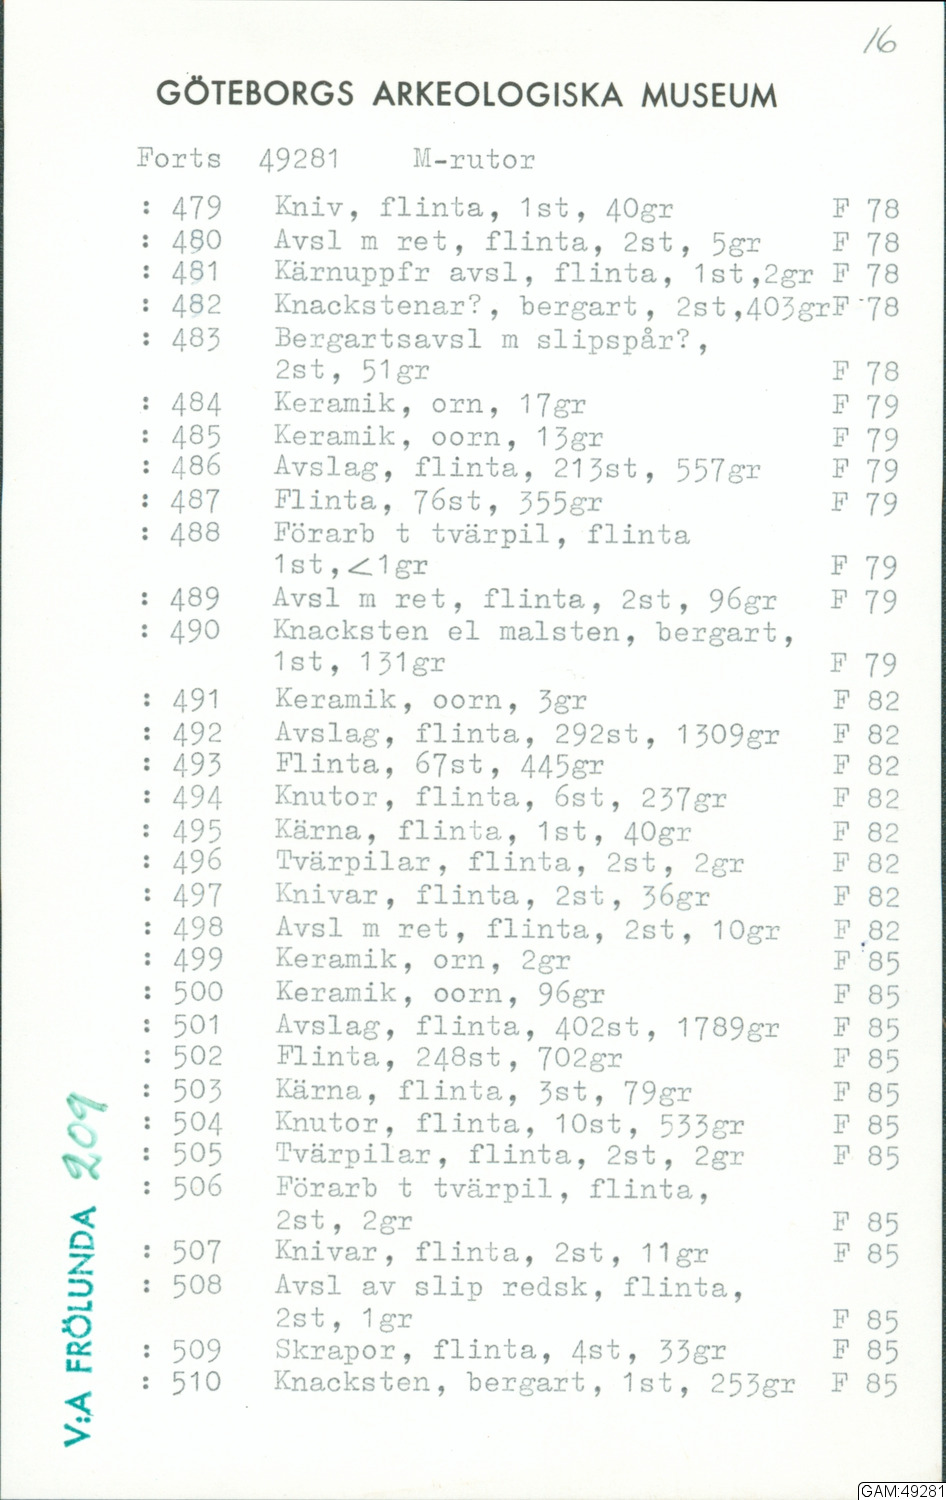 16
GÖTEBORGS ARKEOLOGISKA MUSEUM
Forts 49281 M-rutor
: 479 Kniv, flinta, 1st, 40gr F 78
: 480 Avsl m ret, flinta, 2st, 5gr F 78
: 481 Kärnuppfr avsl, flinta, 1st,2gr F 78
: 482 Knackstenar?, bergart, 2st,403grF 78
: 483 Bergartsavsl m slipspår?,
2st, 51gr F 78
: 484 Keramik, orn, 17gr F 79
: 485 Keramik, oorn, 13gr F 79
: 486 Avslag, flinta, 213st, 557gr F 79
: 487 Flinta, 76st, 355gr F 79
: 488 Förarb t tvärpil, flinta
1st,<1gr F 79
: 489 Avsl m ret, flinta, 2st, 96gr F 79
: 490 Knacksten el malsten, bergart,
1st, 131gr F 79
: 491 Keramik, oorn, 3gr F 82
: 492 Avslag, flinta, 292st, 1309gr F 82
: 493 Flinta, 67st, 445gr F 82
: 494 Knutor, flinta, 6st, 237gr F 82
: 495 Kärna, flinta, 1st, 40gr F 82
: 496 Tvärpilar, flinta, 2st, 2gr F 82
: 497 Knivar, flinta, 2st, 36gr F 82
: 498 Avsl m ret, flinta, 2st, 10gr F 82
: 499 Keramik, orn, 2gr F 85
: 500 Keramik, oorn, 96gr F 85
: 501 Avslag, flinta, 402st, 1789gr F 85
: 502 Flinta, 248st, 702gr F 85
: 503 Kärna, flinta, 3st, 79gr F 85
: 504 Knutor, flinta, 10st, 533gr F 85
: 505 Tvärpilar, flinta, 2st, 2gr F 85
: 506 Förarb t tvärpil, flinta,
2st, 2gr F 85
: 507 Knivar, flinta, 2st, 11gr F 85
: 508 Avsl av slip redsk, flinta,
2st, 1gr F 85
: 509 Skrapor, flinta, 4st, 33gr F 85
: 510 Knacksten, bergart, 1st, 253gr F 85
V:A FRÖLUNDA 209
GAM:49281